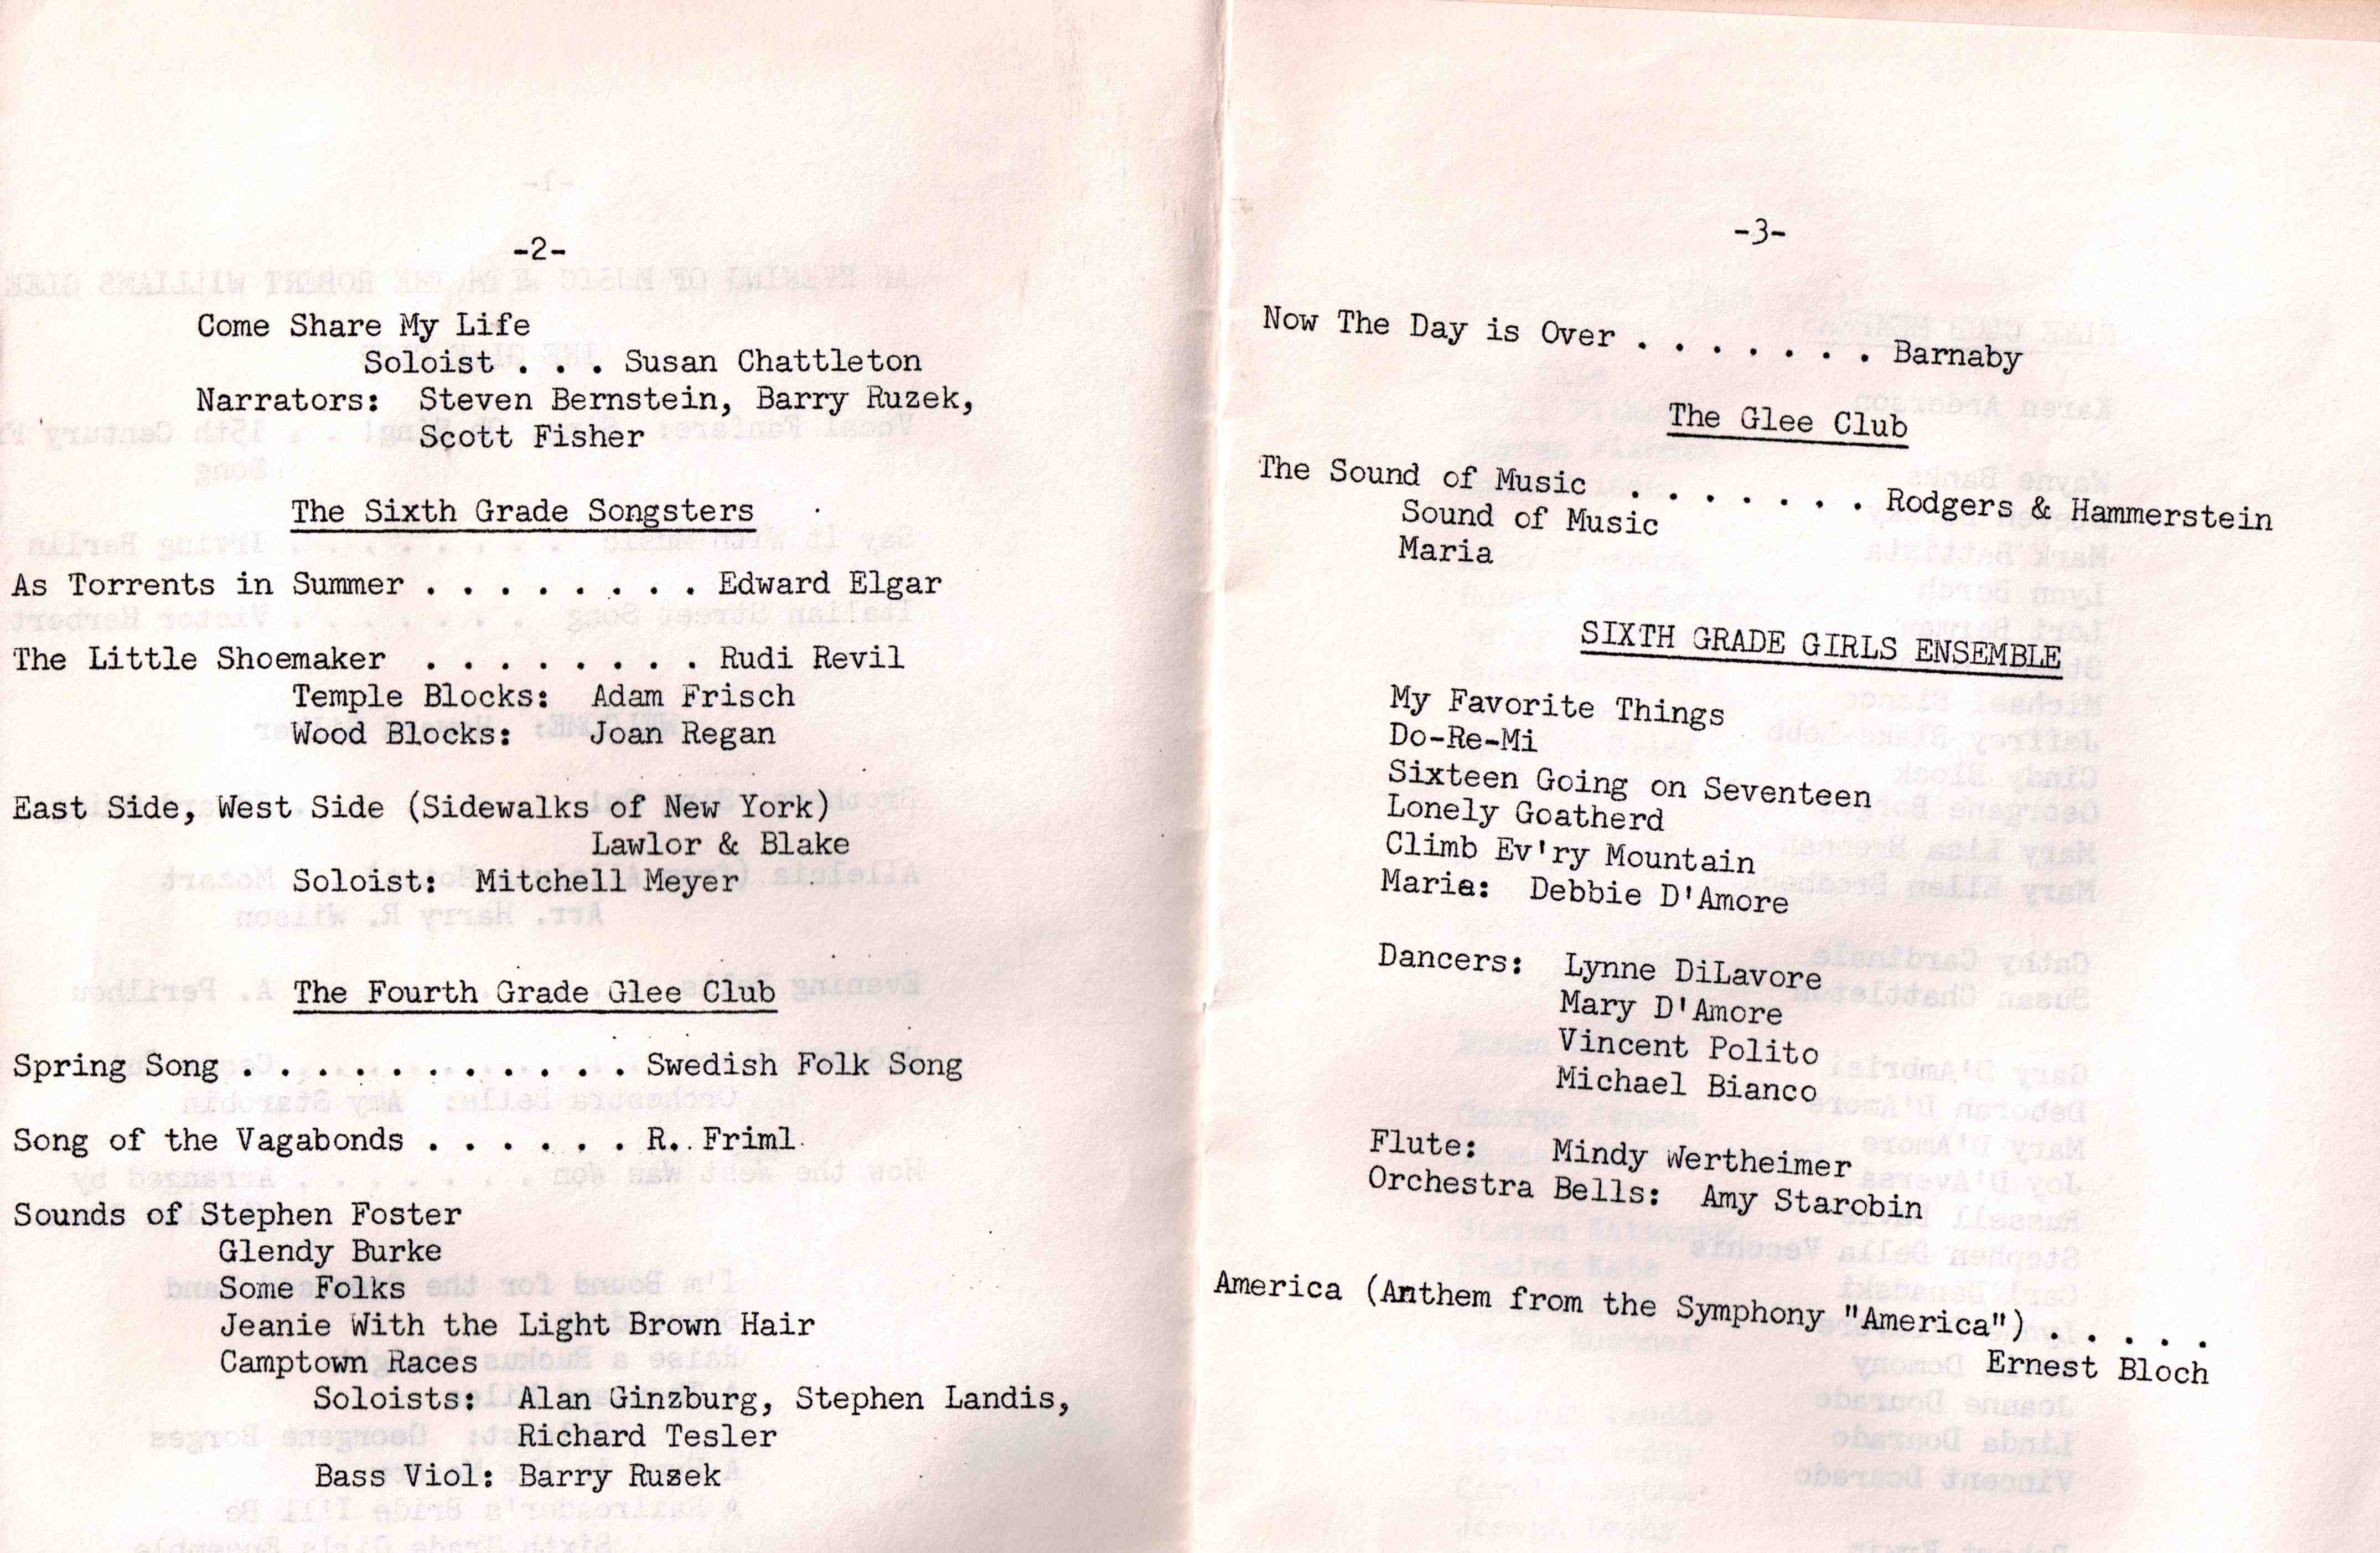 -2-
Come Share My Life
Soloist . . . Susan Chattleton
Narrators: Steven Bernstein, Barry Ruzek,
Scott Fisher
The Sixth Grade Songsters
As Torrents in Summer . . . . . . . . Edward Elgar
The Little Shoemaker . . . . . . . . Rudi Revil
Temple Blocks: Adam Frisch
Wood Blocks: Joan Regan
East Side, West Side (Sidewalks of New York)
Lawlor & Blake
Soloist: Mitchell Meyer
The Fourth Grade Glee Club
Spring Song . . . . . . . . . . . Swedish Folk Song
Song of the Vagabonds . . . . . . R. Friml
Sounds of Stephen Foster
Glendy Burke
Some Folks
Jeanie With the Light Brown Hair
Camptown Races
Soloists: Alan Ginzburg, Stephen Landis,
Richard Tesler
Bass Viol: Barry Ruzek
-3-
Now The Day is Over . . . . . . . Barnaby
The Glee Club
The Sound of Music . . . . . . . Rodgers & Hammerstein
Sound of Music
Maria
SIXTH GRADE GIRLS ENSEMBLE
My Favorite Things
Do-Re-Mi
Sixteen Going on Seventeen
Lonely Goatherd
Climb Ev'ry Mountain
Maria: Debbie D'Amore
Dancers: Lynne DiLavore
Mary D'Amore
Vincent Polito
Michael Bianco
Flute: Mindy Wertheimer
Orchestra Bells: Amy Starobin
America (Anthem from the Symphony "America") . . . . .
Ernest Bloch